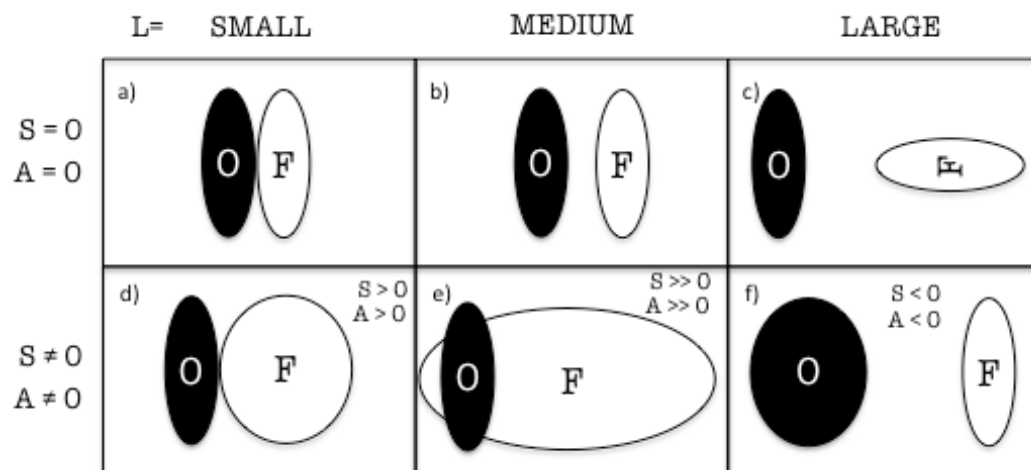 L= SMALL MEDIUM LARGE
a) b) c)
S = 0
A = 0
O F O F O F
d) S > 0 e) S >> 0 f) S < 0
A > 0 A >> 0 A < 0
S ≠ 0
A ≠ 0
O F O F O F